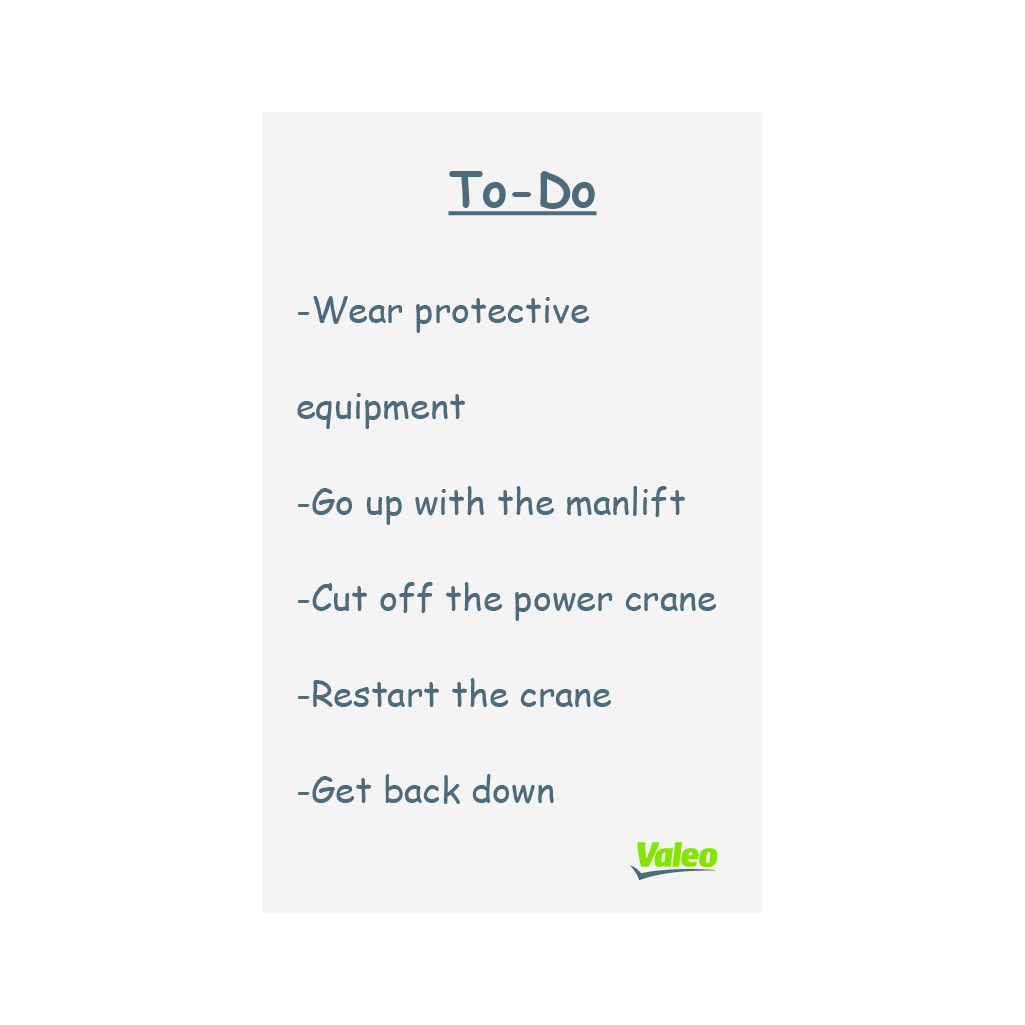 To-Do
-Wear protective
equipment
-Go up with the manlift
-Cut off the power crane
-Restart the crane
-Get back down
Valeo